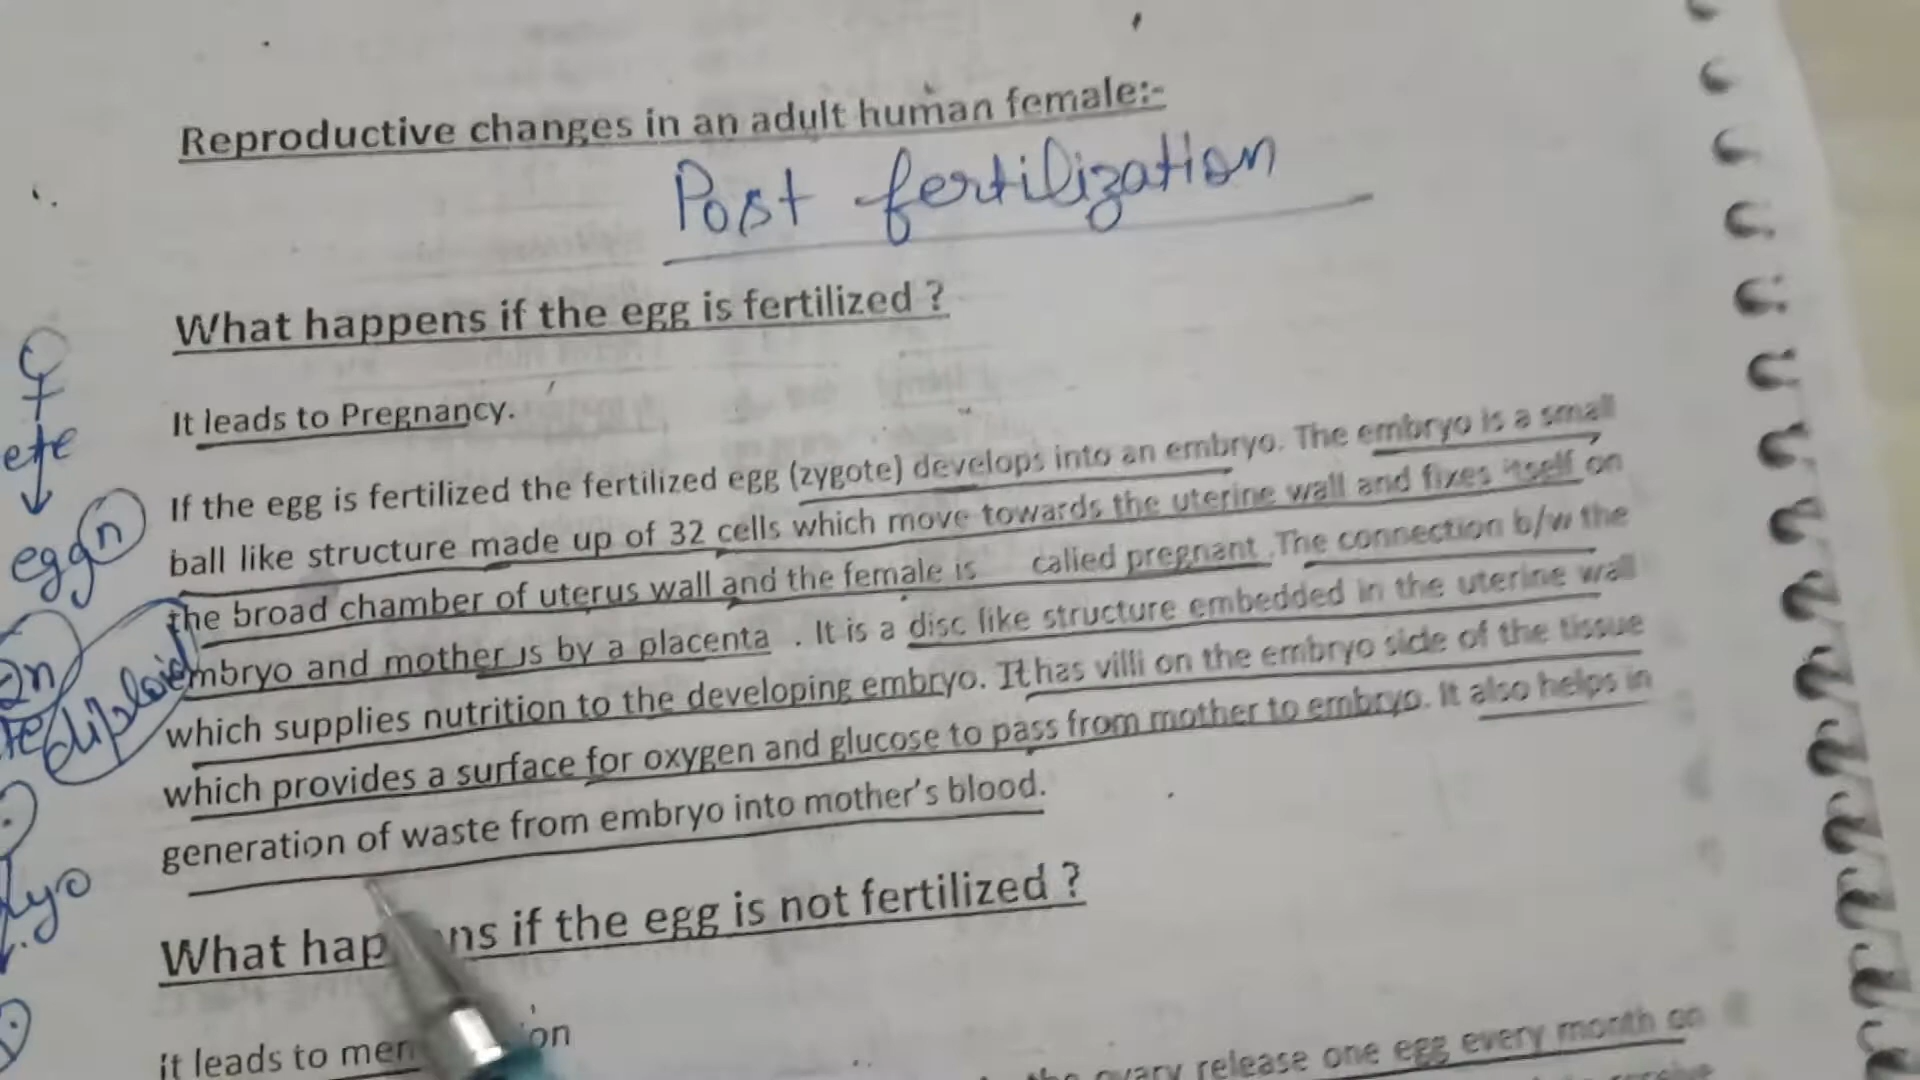 Reproductive changes in an adult human female:-
Post fertilization
What happens if the egg is fertilized ?
It leads to Pregnancy.
If the egg is fertilized the fertilized egg (zygote) develops into an embryo. The embryo is a small
ball like structure made up of 32 cells which move towards the uterine wall and fixes itself on
the broad chamber of uterus wall and the female is called pregnant .The connection b/w the
embryo and mother is by a placenta . It is a disc like structure embedded in the uterine wall
which supplies nutrition to the developing embryo. It has villi on the embryo side of the tissue
which provides a surface for oxygen and glucose to pass from mother to embryo. It also helps in
generation of waste from embryo into mother's blood.
What if the egg is not fertilized ?
it leads to
ovary release one egg every month on
♀
egg n
2n
diploid